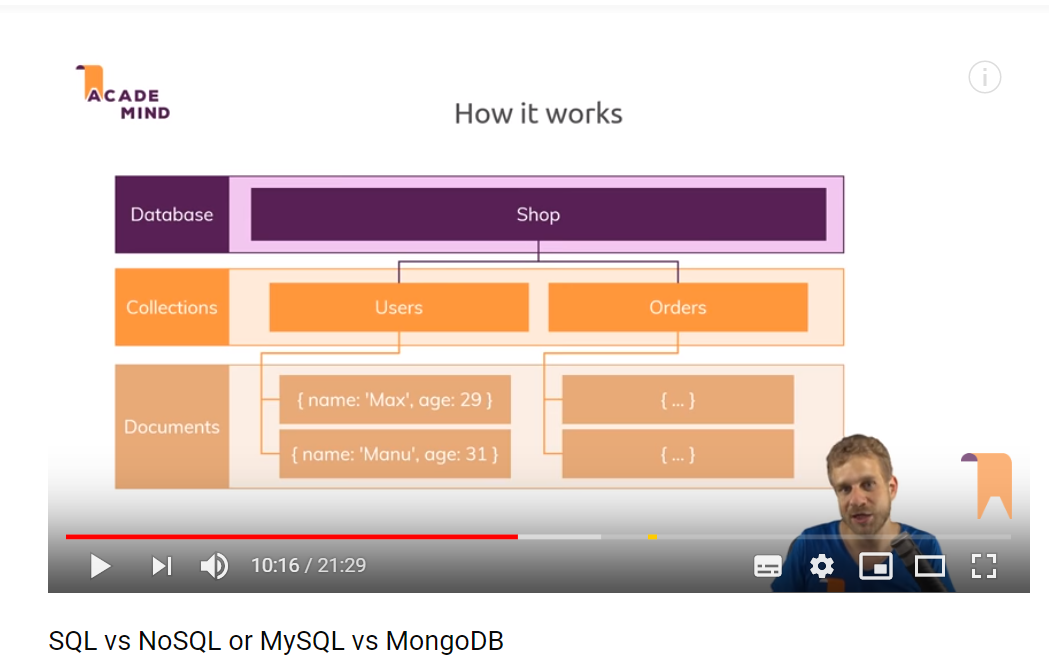 ACADE
MIND
How it works
Database
Shop
Collections
Users
Orders
Documents
{ name: 'Max', age: 29 }
{ ... }
{ name: 'Manu', age: 31 }
{ ... }
10:16 / 21:29
SQL vs NoSQL or MySQL vs MongoDB